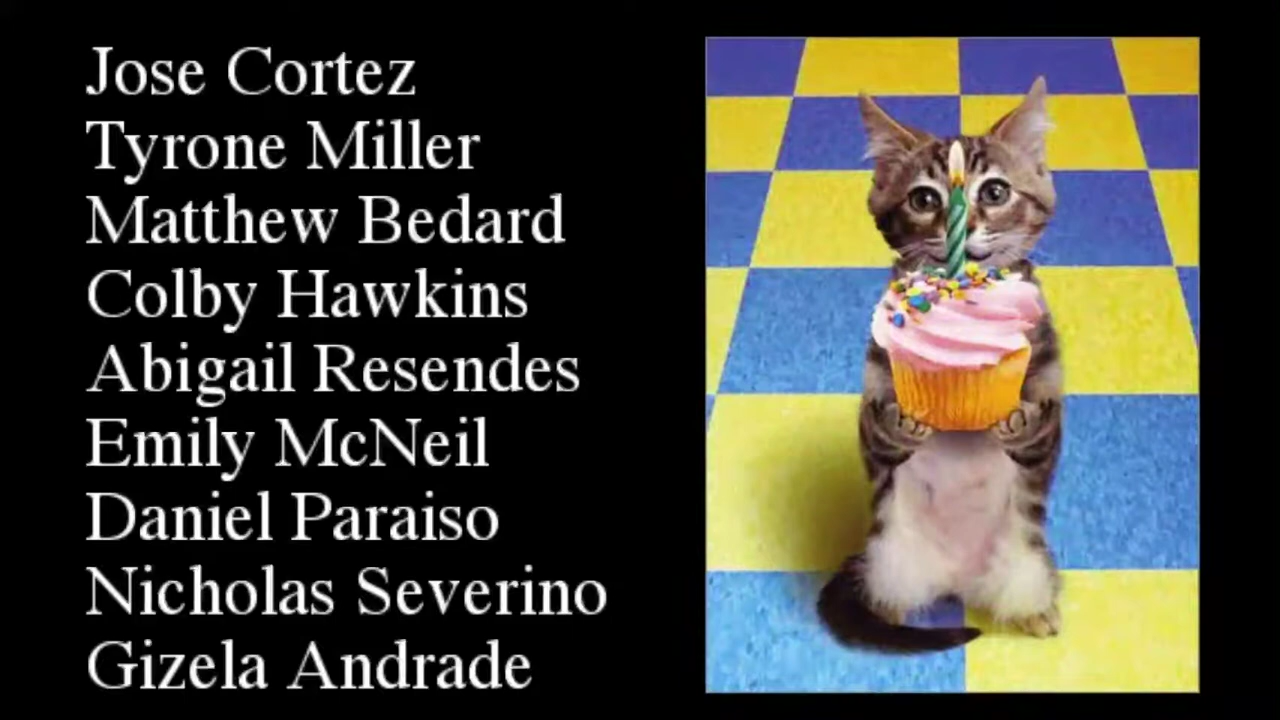 Jose Cortez
Tyrone Miller
Matthew Bedard
Colby Hawkins
Abigail Resendes
Emily McNeil
Daniel Paraiso
Nicholas Severino
Gizela Andrade